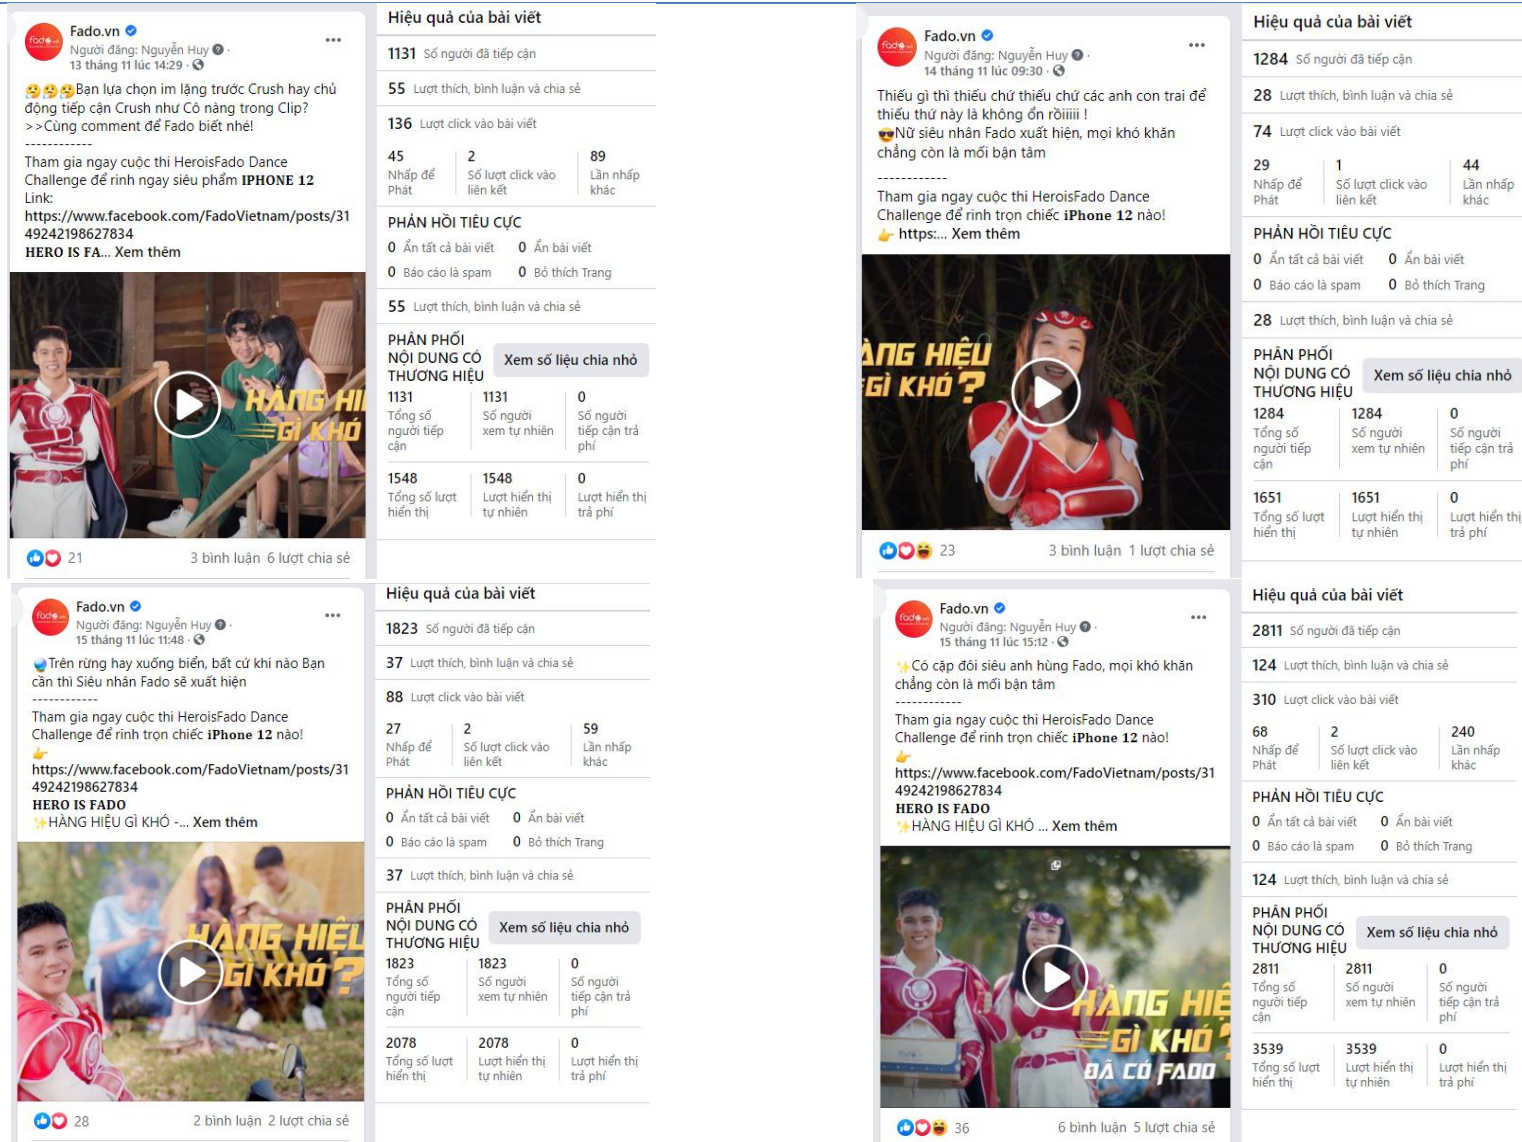 Fado.vn
Người đăng: Nguyễn Huy ·
13 tháng 11 lúc 14:29 ·
🤔🤔🤔Bạn lựa chọn im lặng trước Crush hay chủ
động tiếp cận Crush như Cô nàng trong Clip?
>>Cùng comment để Fado biết nhé!
------------
Tham gia ngay cuộc thi HeroisFado Dance
Challenge để rinh ngay siêu phẩm IPHONE 12
Link:
https://www.facebook.com/FadoVietnam/posts/31
49242198627834
HERO IS FA... Xem thêm
HÀNG HI
GÌ KHÓ
21
3 bình luận 6 lượt chia sẻ
Hiệu quả của bài viết
1131 Số người đã tiếp cận
55 Lượt thích, bình luận và chia sẻ
136 Lượt click vào bài viết
45 2 89
Nhấp để Số lượt click vào Lần nhấp
Phát liên kết khác
PHẢN HỒI TIÊU CỰC
0 Ẩn tất cả bài viết 0 Ẩn bài viết
0 Báo cáo là spam 0 Bỏ thích Trang
55 Lượt thích, bình luận và chia sẻ
PHÂN PHỐI
NỘI DUNG CÓ
THƯƠNG HIỆU
Xem số liệu chia nhỏ
1131 1131 0
Tổng số Số người Số người
người tiếp xem tự nhiên tiếp cận trả
cận phí
1548 1548 0
Tổng số lượt Lượt hiển thị Lượt hiển thị
hiển thị tự nhiên trả phí
Fado.vn
Người đăng: Nguyễn Huy ·
14 tháng 11 lúc 09:30 ·
Thiếu gì thì thiếu chứ thiếu chứ các anh con trai để
thiếu thứ này là không ổn rồiiiii !
😎Nữ siêu nhân Fado xuất hiện, mọi khó khăn
chẳng còn là mối bận tâm
------------
Tham gia ngay cuộc thi HeroisFado Dance
Challenge để rinh trọn chiếc iPhone 12 nào!
👉 https:... Xem thêm
ÀNG HIỆU
GÌ KHÓ?
23
3 bình luận 1 lượt chia sẻ
Hiệu quả của bài viết
1284 Số người đã tiếp cận
28 Lượt thích, bình luận và chia sẻ
74 Lượt click vào bài viết
29 1 44
Nhấp để Số lượt click vào Lần nhấp
Phát liên kết khác
PHẢN HỒI TIÊU CỰC
0 Ẩn tất cả bài viết 0 Ẩn bài viết
0 Báo cáo là spam 0 Bỏ thích Trang
28 Lượt thích, bình luận và chia sẻ
PHÂN PHỐI
NỘI DUNG CÓ
THƯƠNG HIỆU
Xem số liệu chia nhỏ
1284 1284 0
Tổng số Số người Số người
người tiếp xem tự nhiên tiếp cận trả
cận phí
1651 1651 0
Tổng số lượt Lượt hiển thị Lượt hiển thị
hiển thị tự nhiên trả phí
Fado.vn
Người đăng: Nguyễn Huy ·
15 tháng 11 lúc 11:48 ·
🔮Trên rừng hay xuống biển, bất cứ khi nào Bạn
cần thì Siêu nhân Fado sẽ xuất hiện
------------
Tham gia ngay cuộc thi HeroisFado Dance
Challenge để rinh trọn chiếc iPhone 12 nào!
👉
https://www.facebook.com/FadoVietnam/posts/31
49242198627834
HERO IS FADO
✨HÀNG HIỆU GÌ KHÓ -... Xem thêm
HÀNG HIỆU
GÌ KHÓ?
28
2 bình luận 2 lượt chia sẻ
Hiệu quả của bài viết
1823 Số người đã tiếp cận
37 Lượt thích, bình luận và chia sẻ
88 Lượt click vào bài viết
27 2 59
Nhấp để Số lượt click vào Lần nhấp
Phát liên kết khác
PHẢN HỒI TIÊU CỰC
0 Ẩn tất cả bài viết 0 Ẩn bài viết
0 Báo cáo là spam 0 Bỏ thích Trang
37 Lượt thích, bình luận và chia sẻ
PHÂN PHỐI
NỘI DUNG CÓ
THƯƠNG HIỆU
Xem số liệu chia nhỏ
1823 1823 0
Tổng số Số người Số người
người tiếp xem tự nhiên tiếp cận trả
cận phí
2078 2078 0
Tổng số lượt Lượt hiển thị Lượt hiển thị
hiển thị tự nhiên trả phí
Fado.vn
Người đăng: Nguyễn Huy ·
15 tháng 11 lúc 15:12 ·
✨Có cặp đôi siêu anh hùng Fado, mọi khó khăn
chẳng còn là mối bận tâm
------------
Tham gia ngay cuộc thi HeroisFado Dance
Challenge để rinh trọn chiếc iPhone 12 nào!
👉
https://www.facebook.com/FadoVietnam/posts/31
49242198627834
HERO IS FADO
✨HÀNG HIỆU GÌ KHÓ ... Xem thêm
HÀNG HIỆ
GÌ KHÓ?
ĐÃ CÓ FADO
36
6 bình luận 5 lượt chia sẻ
Hiệu quả của bài viết
2811 Số người đã tiếp cận
124 Lượt thích, bình luận và chia sẻ
310 Lượt click vào bài viết
68 2 240
Nhấp để Số lượt click vào Lần nhấp
Phát liên kết khác
PHẢN HỒI TIÊU CỰC
0 Ẩn tất cả bài viết 0 Ẩn bài viết
0 Báo cáo là spam 0 Bỏ thích Trang
124 Lượt thích, bình luận và chia sẻ
PHÂN PHỐI
NỘI DUNG CÓ
THƯƠNG HIỆU
Xem số liệu chia nhỏ
2811 2811 0
Tổng số Số người Số người
người tiếp xem tự nhiên tiếp cận trả
cận phí
3539 3539 0
Tổng số lượt Lượt hiển thị Lượt hiển thị
hiển thị tự nhiên trả phí